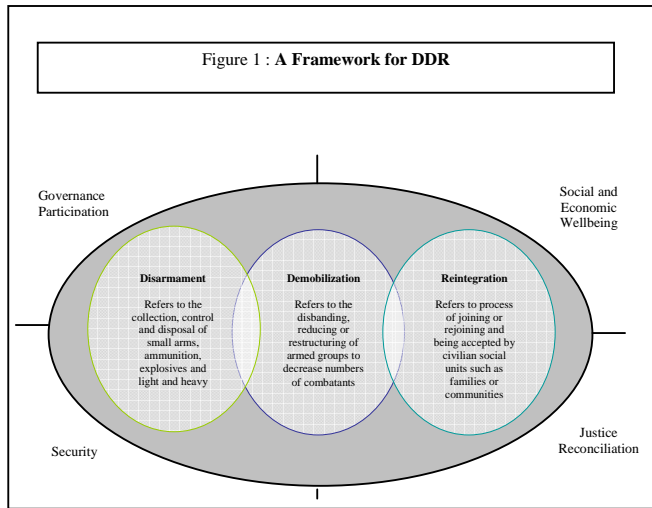 Figure 1 : A Framework for DDR
Governance
Participation
Social and
Economic
Wellbeing
Disarmament
Refers to the
collection, control
and disposal of
small arms,
ammunition,
explosives and
light and heavy
Demobilization
Refers to the
disbanding,
reducing or
restructuring of
armed groups to
decrease numbers
of combatants
Reintegration
Refers to process
of joining or
rejoining and
being accepted by
civilian social
units such as
families or
communities
Security
Justice
Reconciliation